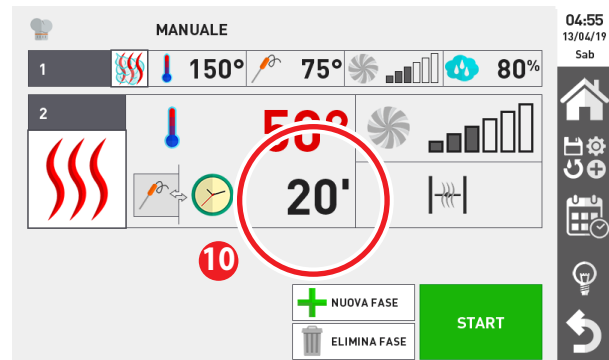 MANUALE
04:55
13/04/19
Sab
1 150° 75° 80%
2 50°
20'
10
NUOVA FASE
ELIMINA FASE
START